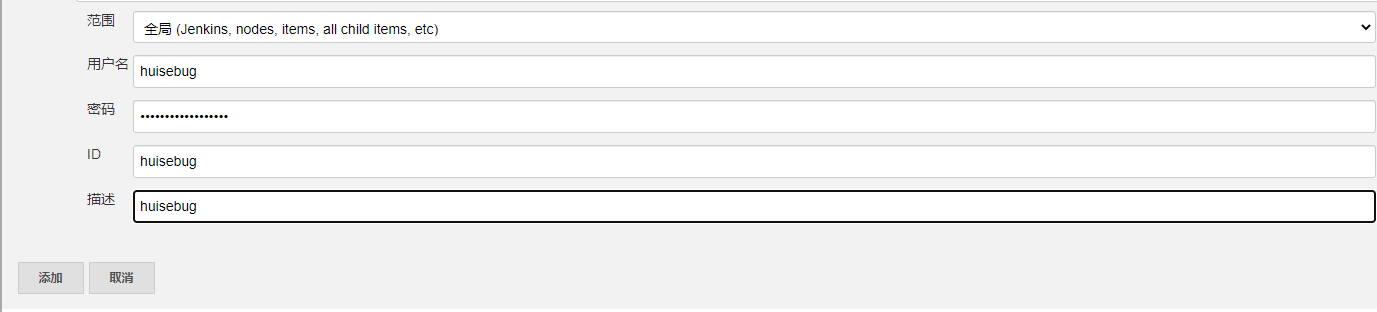 范围 全局 (Jenkins, nodes, items, all child items, etc)
用户名 huisebug
密码 ••••••••••••••••••
ID huisebug
描述 huisebug
添加 取消